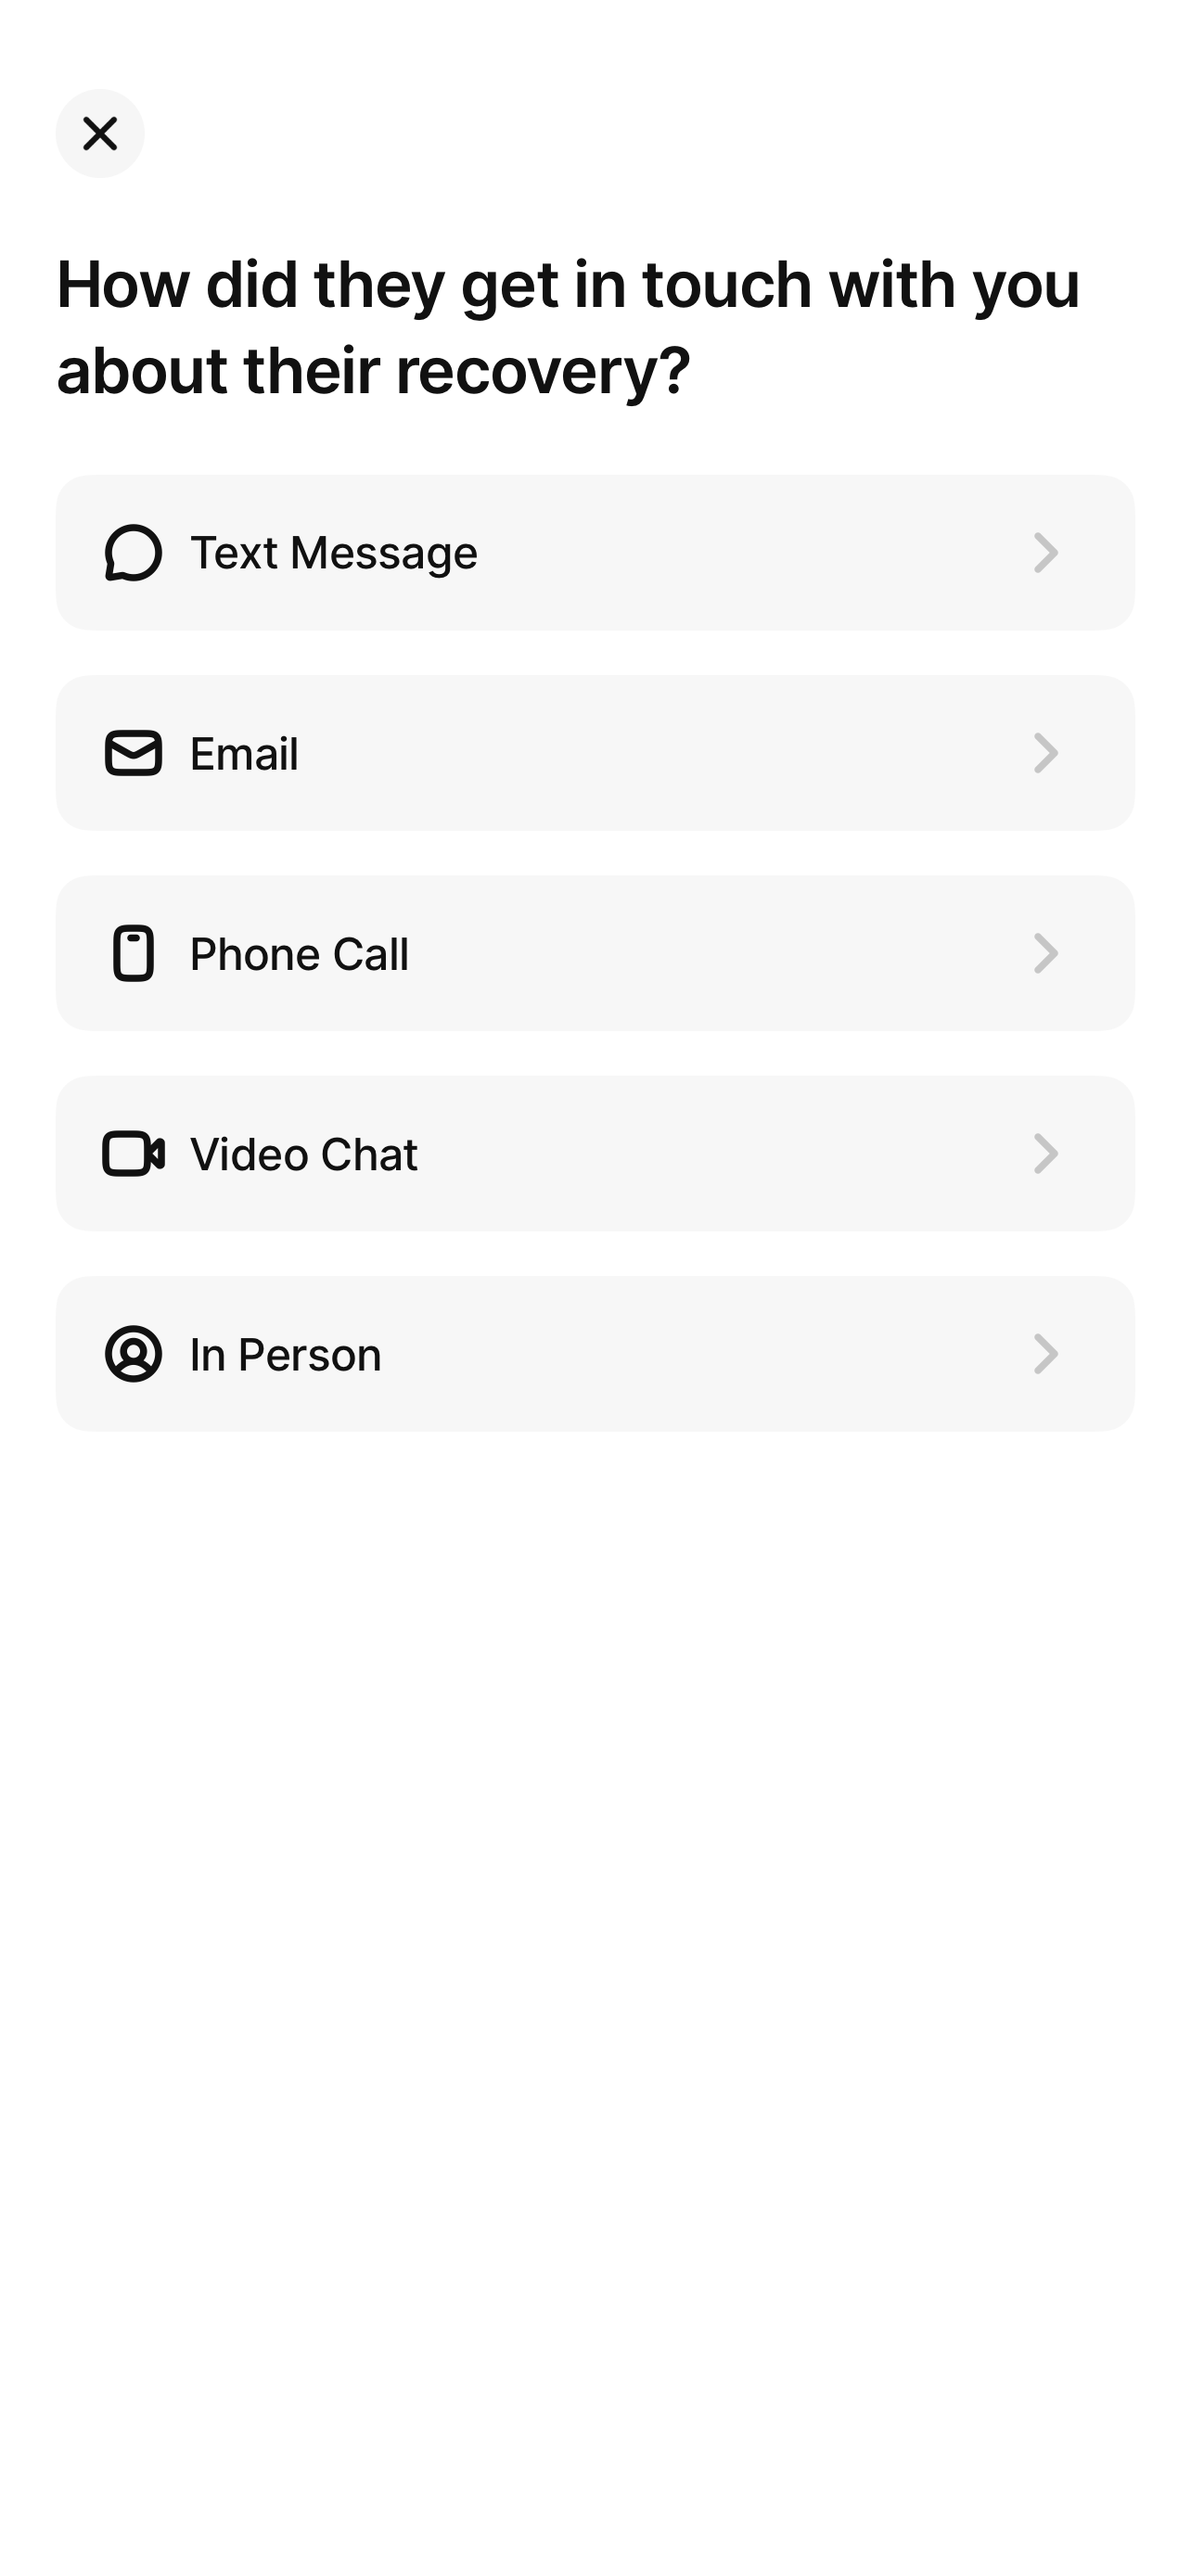 How did they get in touch with you
about their recovery?
Text Message
Email
Phone Call
Video Chat
In Person